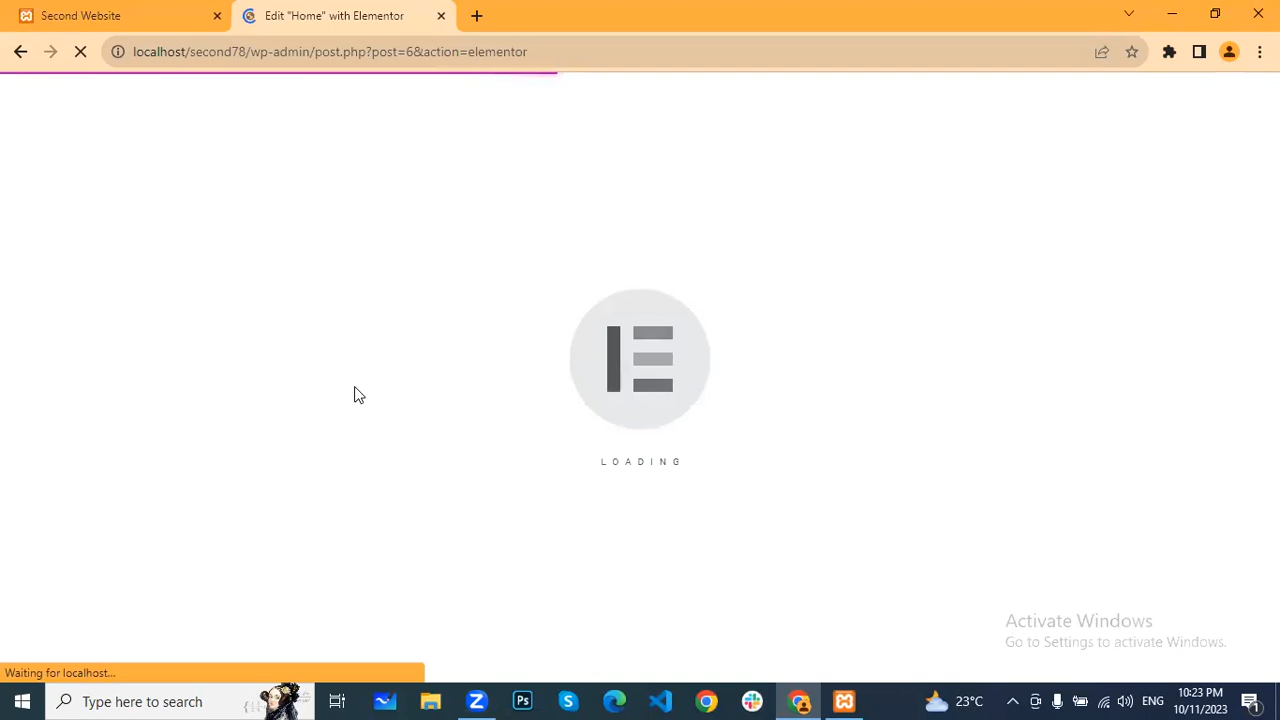 Second Website
Edit "Home" with Elementor
localhost/second78/wp-admin/post.php?post=6&action=elementor
LOADING
Activate Windows
Go to Settings to activate Windows.
Waiting for localhost...
Type here to search
Ps
23°C
ENG
10:23 PM
10/11/2023
1